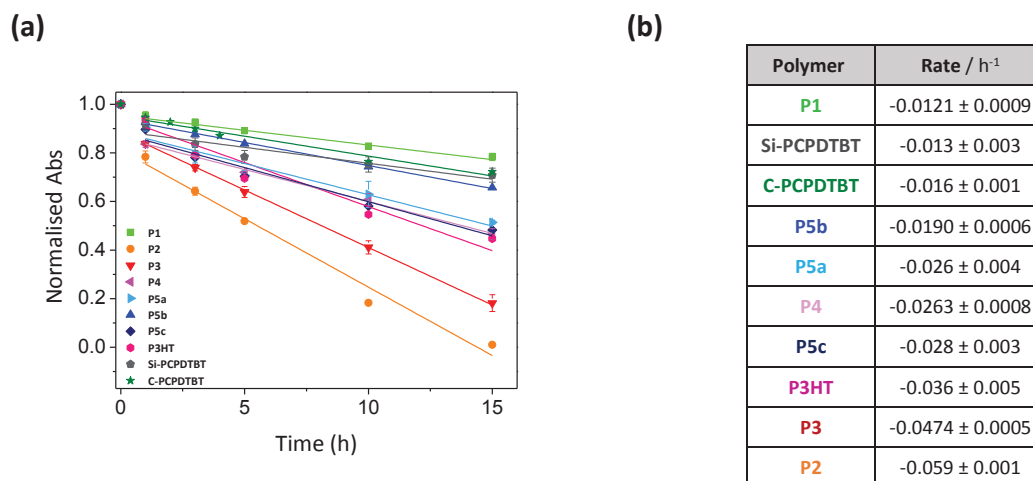 (a)
Normalised Abs
1.0
0.8
0.6
0.4
0.2
0.0
P1
P2
P3
P4
P5a
P5b
P5c
P3HT
Si-PCPDTBT
C-PCPDTBT
0 5 10 15
Time (h)
(b)
Polymer Rate / h⁻¹
P1 -0.0121 ± 0.0009
Si-PCPDTBT -0.013 ± 0.003
C-PCPDTBT -0.016 ± 0.001
P5b -0.0190 ± 0.0006
P5a -0.026 ± 0.004
P4 -0.0263 ± 0.0008
P5c -0.028 ± 0.003
P3HT -0.036 ± 0.005
P3 -0.0474 ± 0.0005
P2 -0.059 ± 0.001